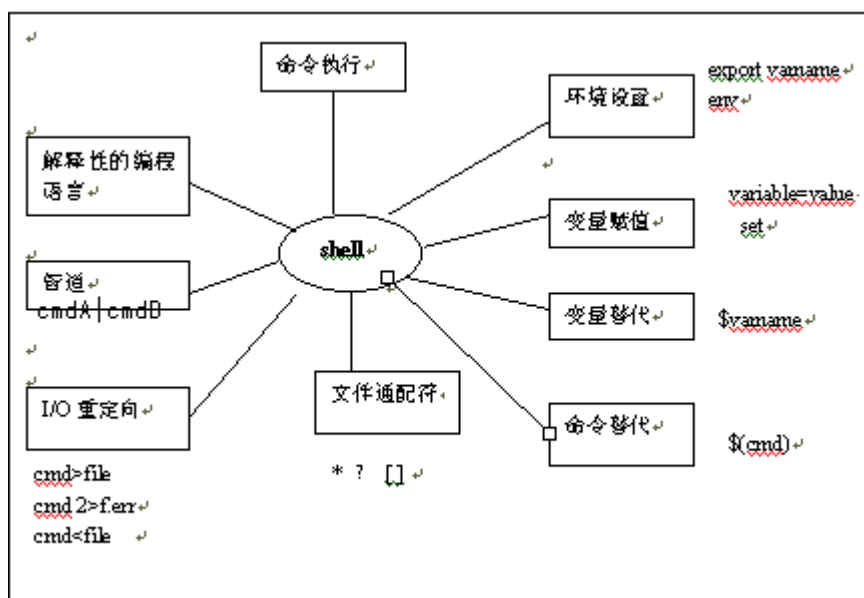 命令执行
环境设置
export varname
env
解释性的编程
语言
变量赋值
variable=value
set
shell
管道
cmdA|cmdB
变量替代
$varname
I/O 重定向
文件通配符
命令替代
$(cmd)
cmd>file
cmd 2>f.err
cmd<file
* ? []